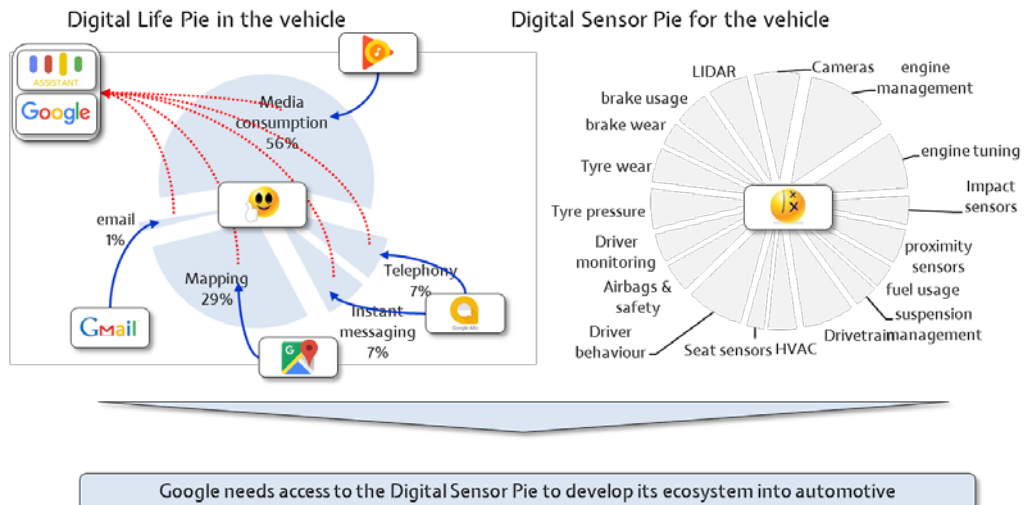 Digital Life Pie in the vehicle
Digital Sensor Pie for the vehicle
ASSISTANT
Google
Media
consumption
56%
email
1%
Mapping
29%
Telephony
7%
Instant
messaging
7%
Gmail
G
Google Allo
LIDAR
Cameras
engine
management
brake usage
brake wear
engine tuning
Tyre wear
Impact
sensors
Tyre pressure
Driver
monitoring
proximity
sensors
Airbags &
safety
fuel usage
suspension
management
Driver
behaviour
Seat sensors
HVAC
Drivetrain
Google needs access to the Digital Sensor Pie to develop its ecosystem into automotive